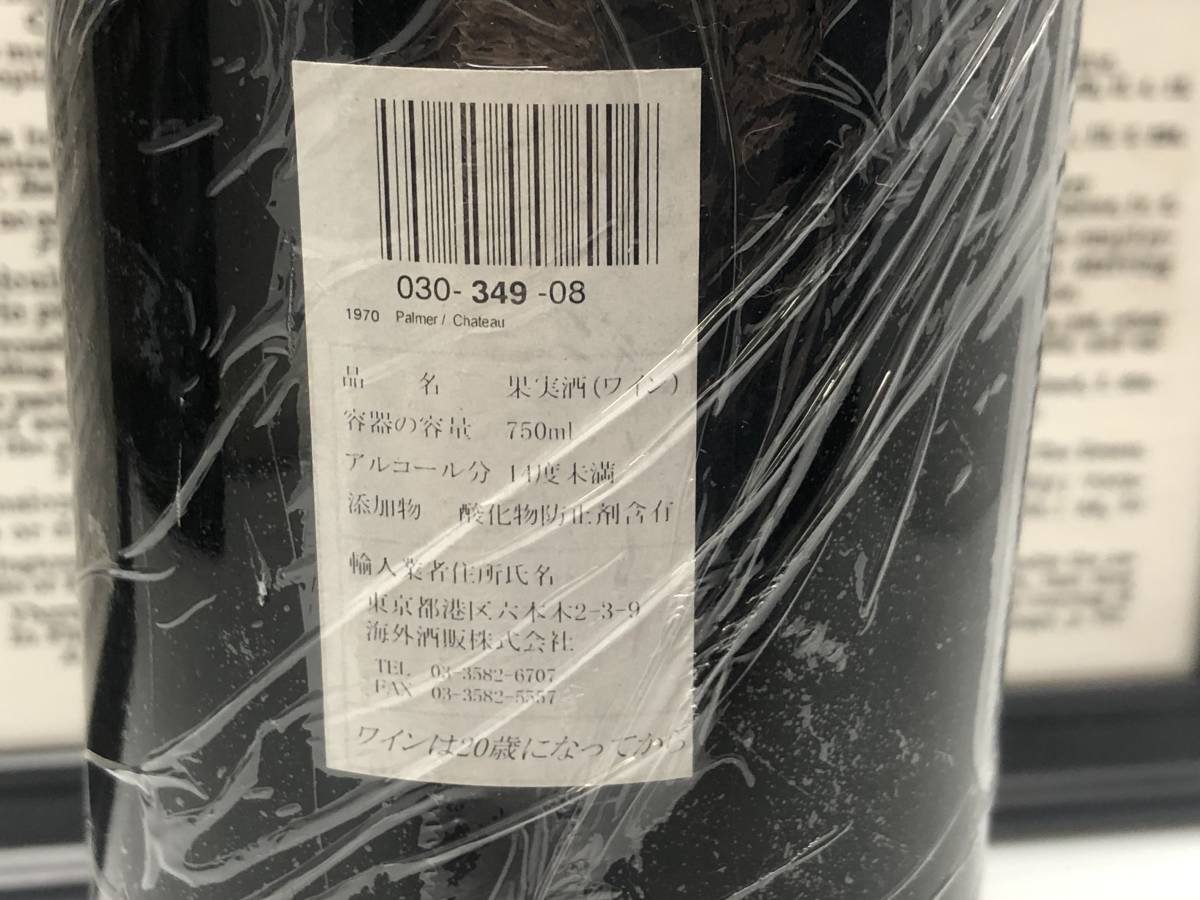 030-349-08
1970 Palmer / Chateau
品 名 果実酒(ワイン)
容器の容量 750ml
アルコール分 14度未満
添加物 酸化物防止剤含有
輸入業者住所氏名
東京都港区六本木2-3-9
海外酒販株式会社
TEL 03-3582-6707
FAX 03-3582-5557
ワインは20歳になってから